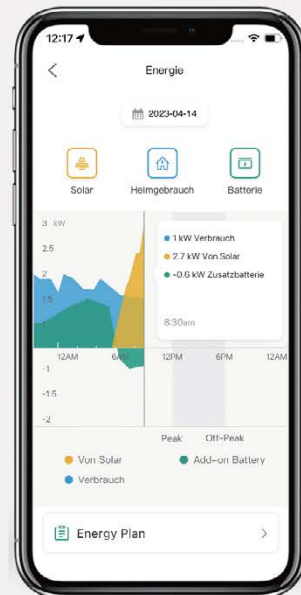 12:17
Energie
2023-04-14
Solar
Heimgebrauch
Batterie
3 kW
2.5
2
1.5
1 kW Verbrauch
2.7 kW Von Solar
-0.6 kW Zusatzbatterie
8:30am
12AM
6AM
12PM
6PM
12AM
-1
-1.5
-2
Peak
Off-Peak
Von Solar
Add-on Battery
Verbrauch
Energy Plan